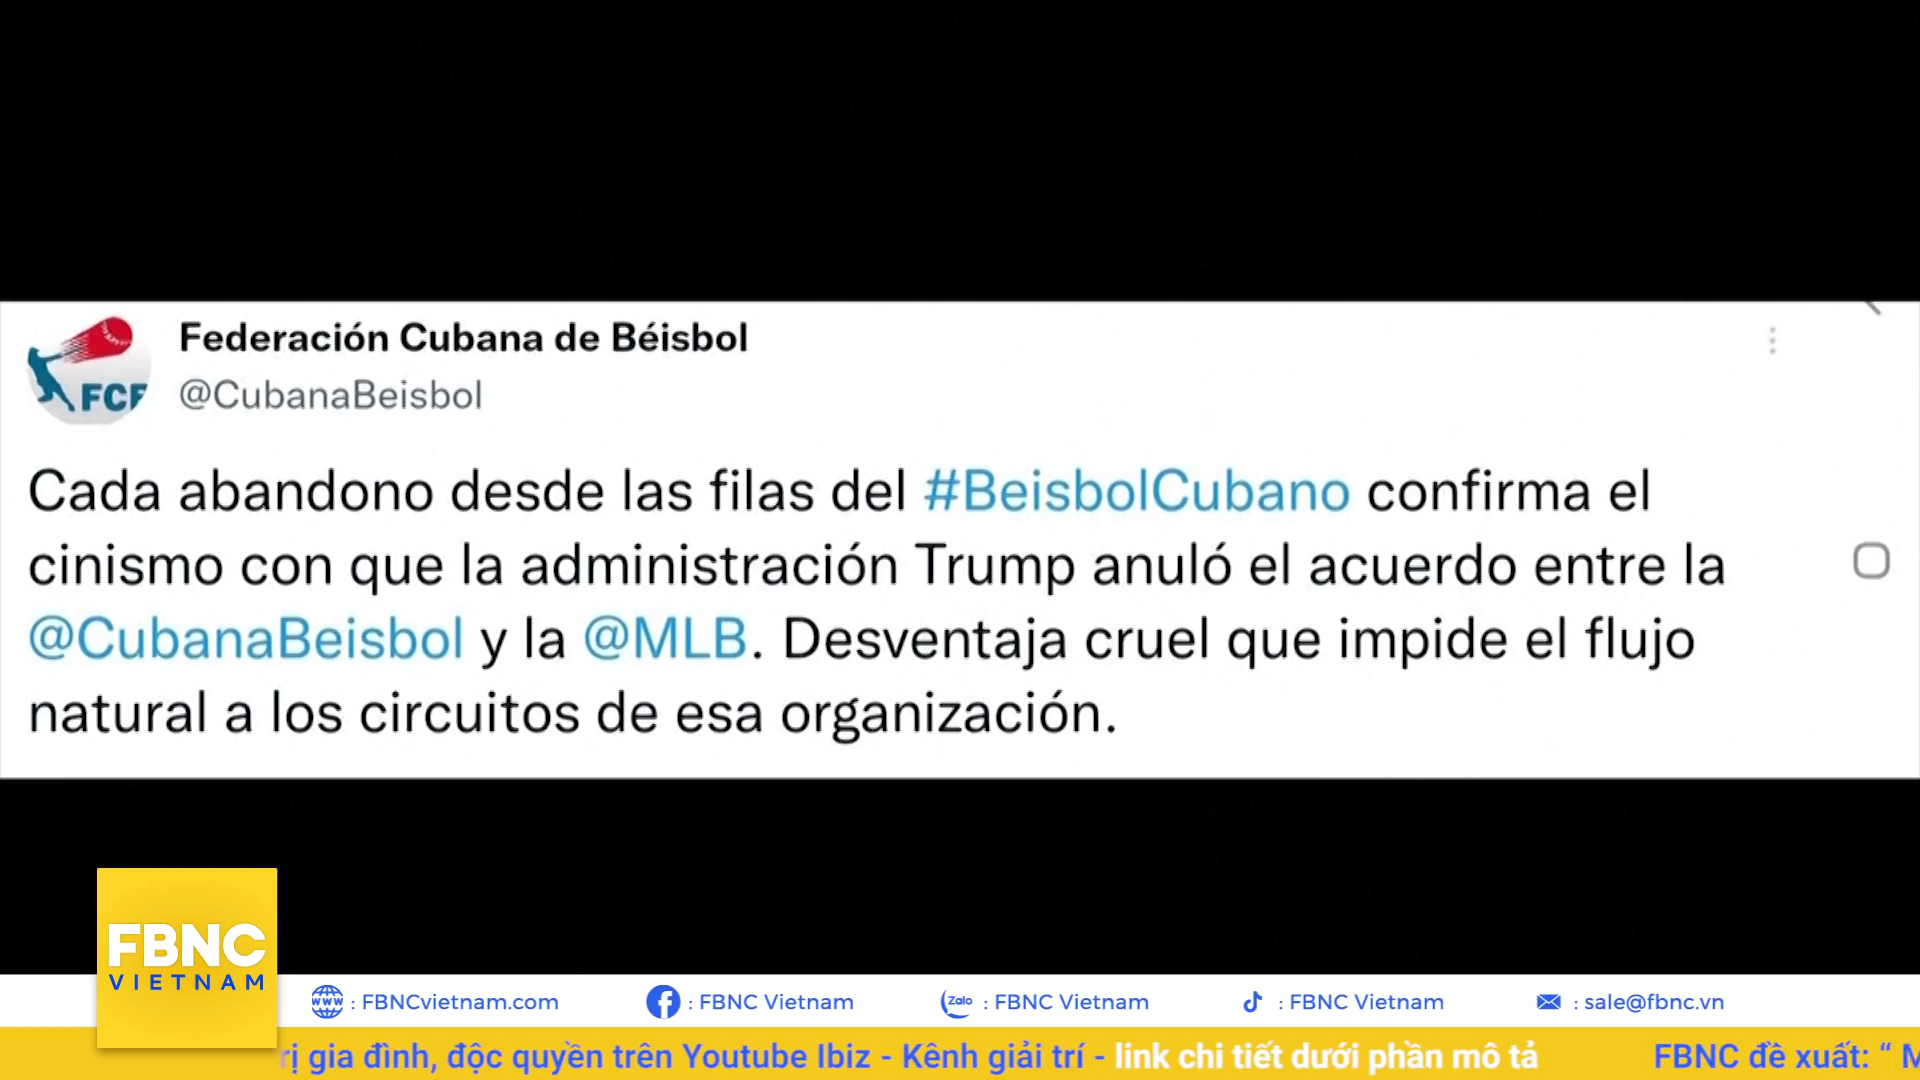 Federación Cubana de Béisbol
@CubanaBeisbol
FCF
Cada abandono desde las filas del #BeisbolCubano confirma el
cinismo con que la administración Trump anuló el acuerdo entre la
@CubanaBeisbol y la @MLB. Desventaja cruel que impide el flujo
natural a los circuitos de esa organización.
FBNC
VIETNAM
www : FBNCvietnam.com
: FBNC Vietnam
Zalo : FBNC Vietnam
: FBNC Vietnam
: sale@fbnc.vn
gia đình, độc quyền trên Youtube Ibiz - Kênh giải trí - link chi tiết dưới phần mô tả FBNC đề xuất: “